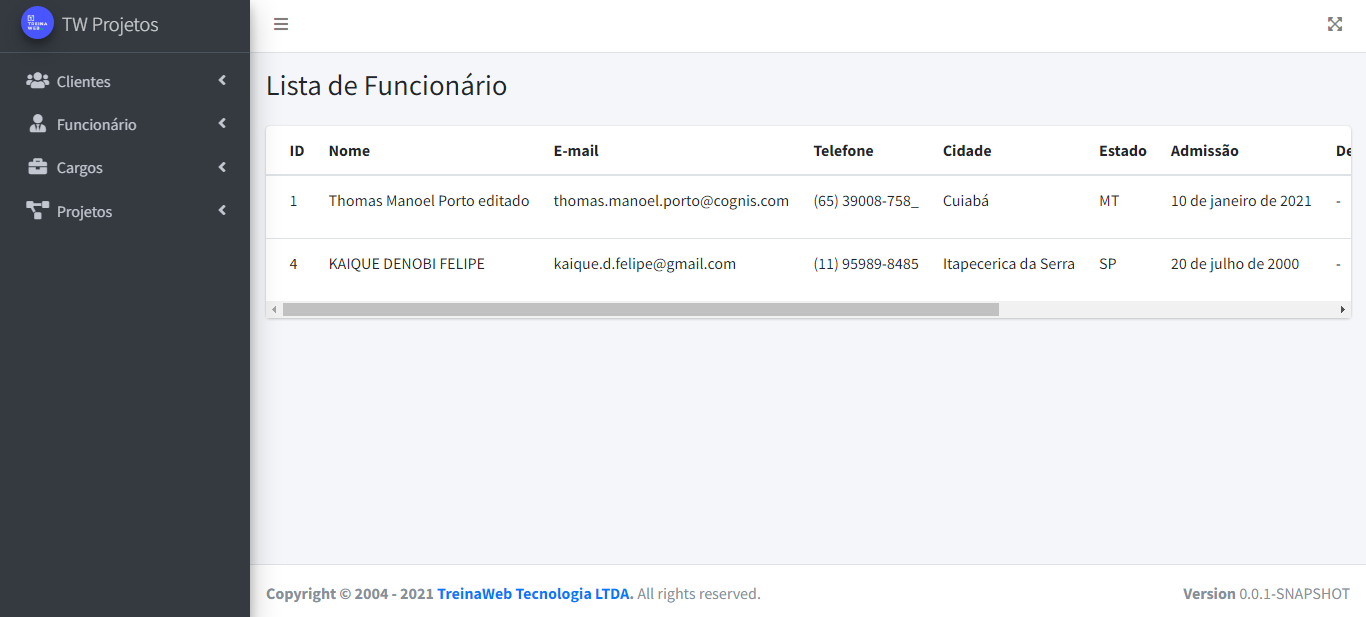 TREINA WEB TW Projetos
Clientes
Funcionário
Cargos
Projetos
Lista de Funcionário
ID Nome E-mail Telefone Cidade Estado Admissão De
1 Thomas Manoel Porto editado thomas.manoel.porto@cognis.com (65) 39008-758_ Cuiabá MT 10 de janeiro de 2021 -
4 KAIQUE DENOBI FELIPE kaique.d.felipe@gmail.com (11) 95989-8485 Itapecerica da Serra SP 20 de julho de 2000 -
Copyright © 2004 - 2021 TreinaWeb Tecnologia LTDA. All rights reserved. Version 0.0.1-SNAPSHOT